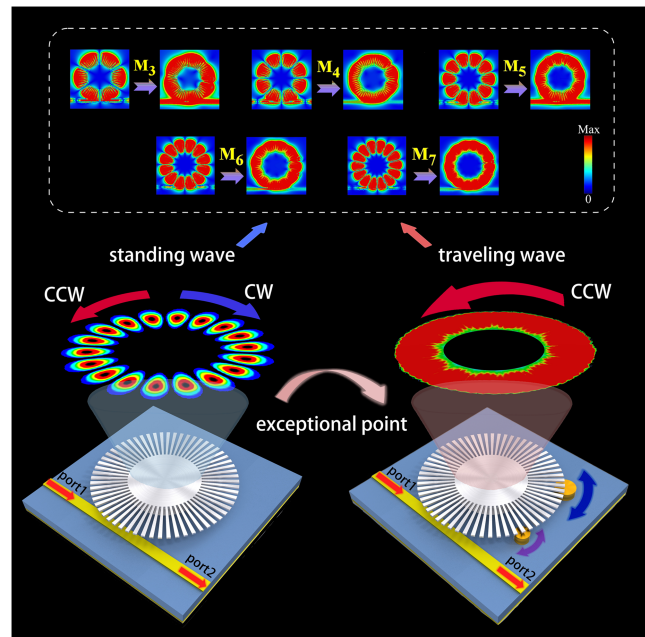 M3
M4
M5
M6
M7
Max
0
standing wave
traveling wave
CCW
CW
CCW
exceptional point
port1
port2
port1
port2